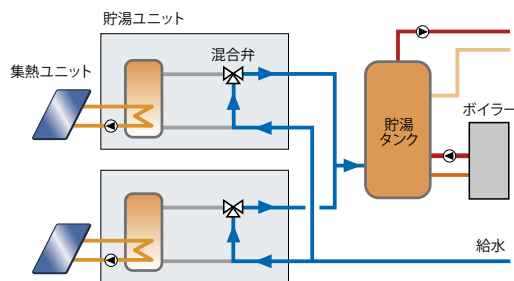 貯湯ユニット
混合弁
集熱ユニット
貯湯
タンク
ボイラー
給水